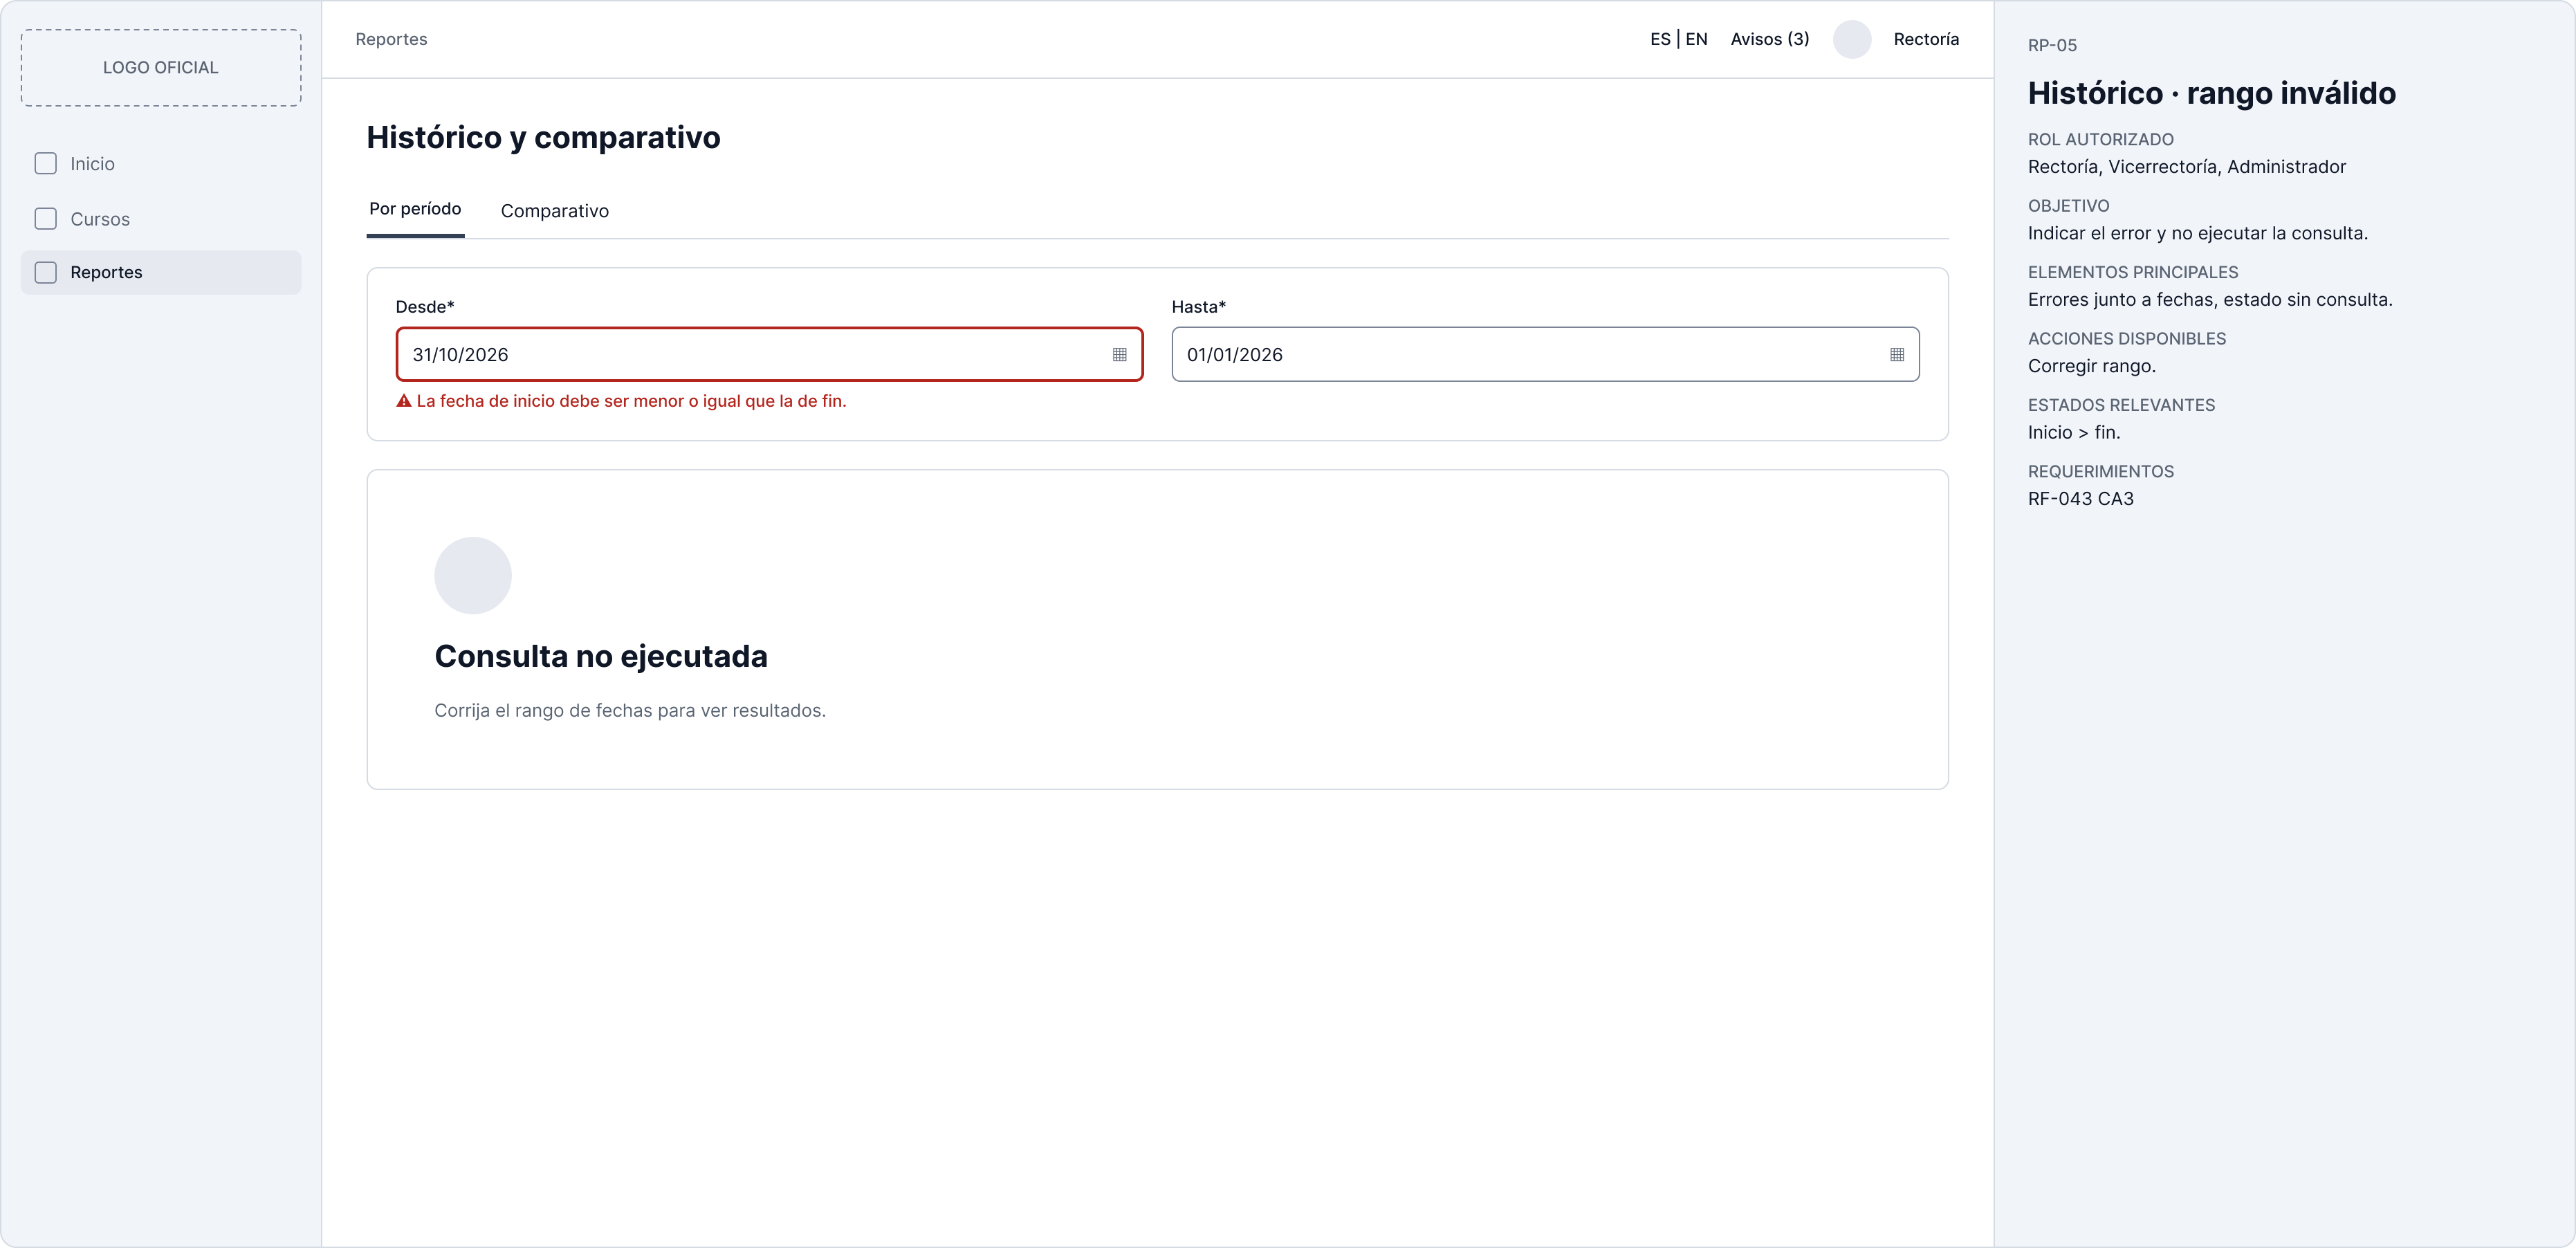 LOGO OFICIAL
Inicio
Cursos
Reportes
Reportes
ES | EN
Avisos (3)
Rectoría
Histórico y comparativo
Por período
Comparativo
Desde*
Hasta*
31/10/2026
01/01/2026
La fecha de inicio debe ser menor o igual que la de fin.
Consulta no ejecutada
Corrija el rango de fechas para ver resultados.
RP-05
Histórico · rango inválido
ROL AUTORIZADO
Rectoría, Vicerrectoría, Administrador
OBJETIVO
Indicar el error y no ejecutar la consulta.
ELEMENTOS PRINCIPALES
Errores junto a fechas, estado sin consulta.
ACCIONES DISPONIBLES
Corregir rango.
ESTADOS RELEVANTES
Inicio > fin.
REQUERIMIENTOS
RF-043 CA3